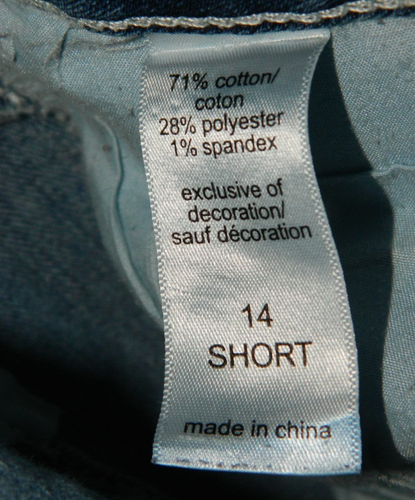 71% cotton/
coton
28% polyester
1% spandex
exclusive of
decoration/
sauf décoration
14
SHORT
made in china